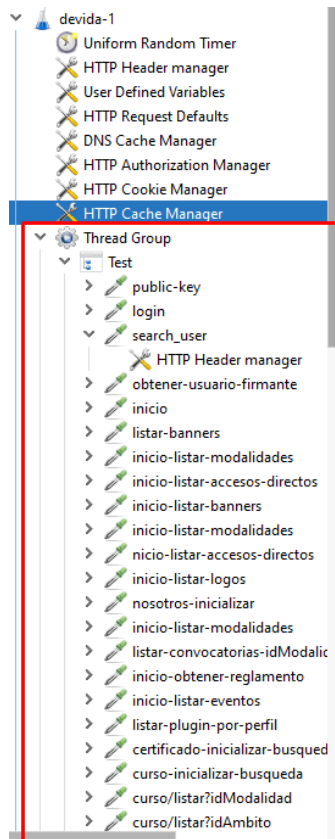 devida-1
Uniform Random Timer
HTTP Header manager
User Defined Variables
HTTP Request Defaults
DNS Cache Manager
HTTP Authorization Manager
HTTP Cookie Manager
HTTP Cache Manager
Thread Group
Test
public-key
login
search_user
HTTP Header manager
obtener-usuario-firmante
inicio
listar-banners
inicio-listar-modalidades
inicio-listar-accesos-directos
inicio-listar-banners
inicio-listar-modalidades
nicio-listar-accesos-directos
inicio-listar-logos
nosotros-inicializar
inicio-listar-modalidades
listar-convocatorias-idModalic
inicio-obtener-reglamento
inicio-listar-eventos
listar-plugin-por-perfil
certificado-inicializar-busqued
curso-inicializar-busqueda
curso/listar?idModalidad
curso/listar?idAmbito